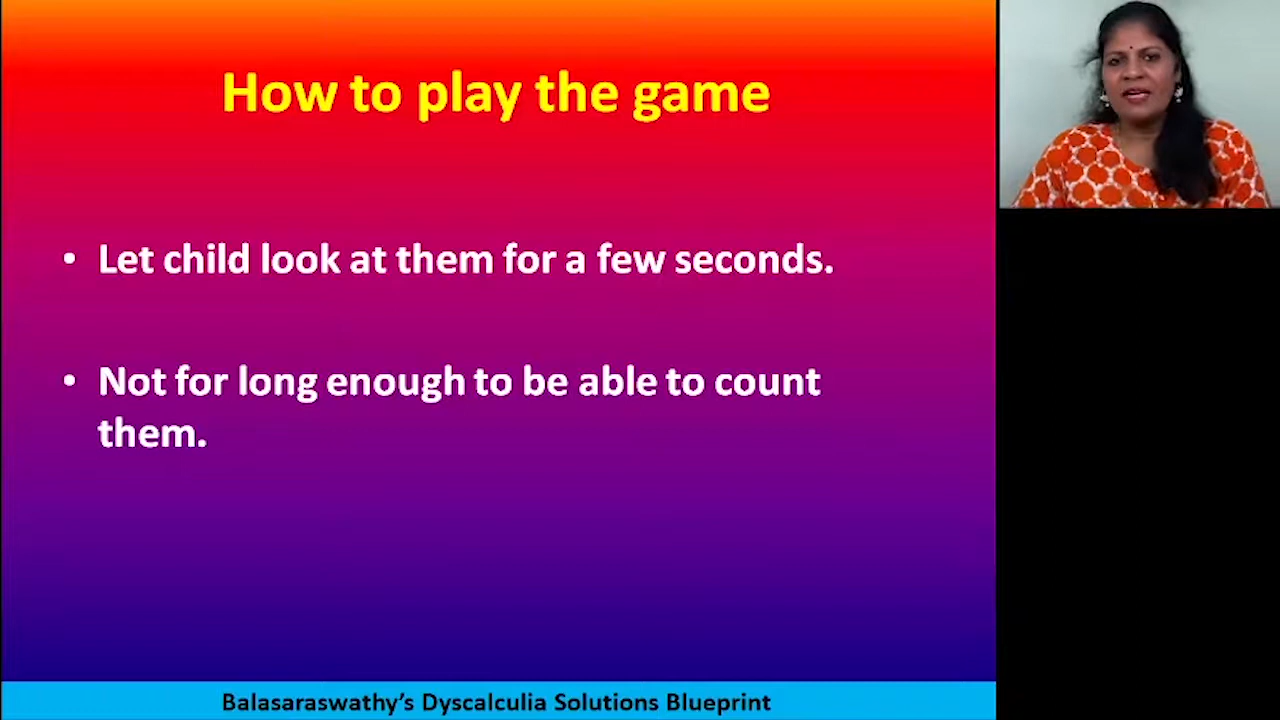 How to play the game
• Let child look at them for a few seconds.
• Not for long enough to be able to count
them.
Balasaraswathy’s Dyscalculia Solutions Blueprint